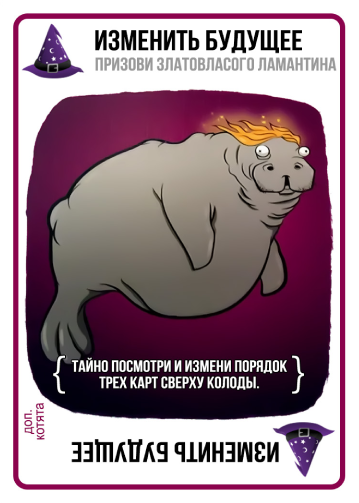 ИЗМЕНИТЬ БУДУЩЕЕ
ПРИЗОВИ ЗЛАТОВЛАСОГО ЛАМАНТИНА
{ ТАЙНО ПОСМОТРИ И ИЗМЕНИ ПОРЯДОК }
ТРЕХ КАРТ СВЕРХУ КОЛОДЫ.
ДОП.
КОТЯТА
ИЗМЕНИТЬ БУДУЩЕЕ